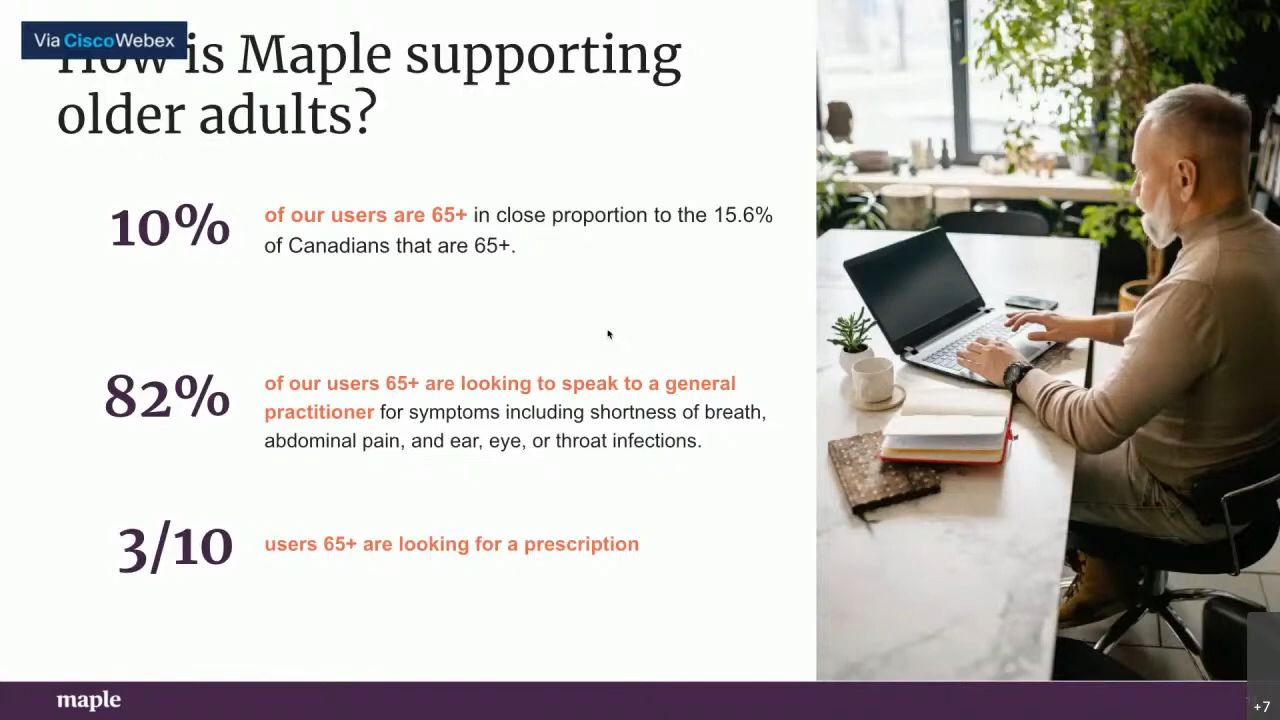 Via Cisco Webex
How is Maple supporting
older adults?
10%
of our users are 65+ in close proportion to the 15.6%
of Canadians that are 65+.
82%
of our users 65+ are looking to speak to a general
practitioner for symptoms including shortness of breath,
abdominal pain, and ear, eye, or throat infections.
3/10
users 65+ are looking for a prescription
maple
+7